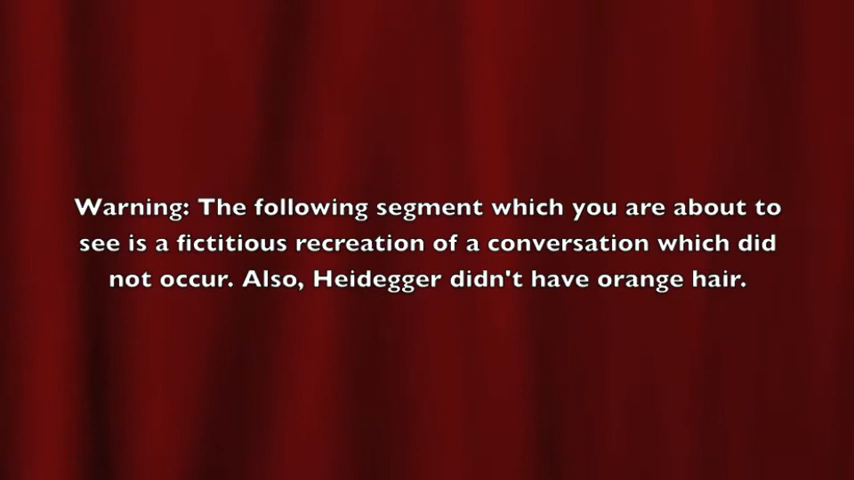 Warning: The following segment which you are about to
see is a fictitious recreation of a conversation which did
not occur. Also, Heidegger didn't have orange hair.